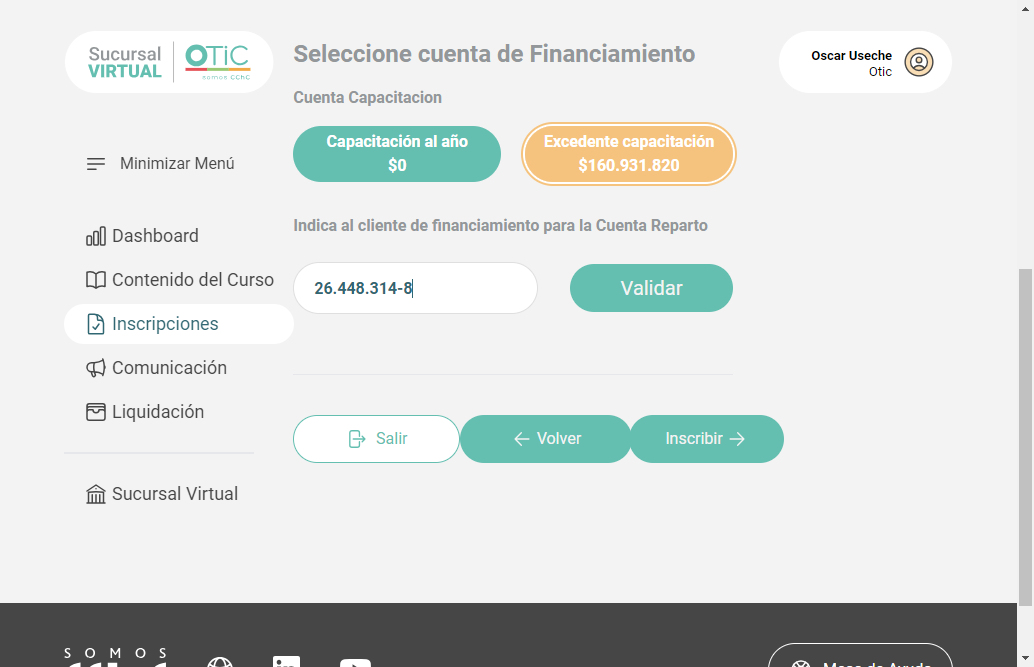 Sucursal
VIRTUAL
OTiC
somos CChC
Seleccione cuenta de Financiamiento
Oscar Useche
Otic
Cuenta Capacitacion
Capacitación al año
$0
Excedente capacitación
$160.931.820
Minimizar Menú
Indica al cliente de financiamiento para la Cuenta Reparto
Dashboard
Contenido del Curso
26.448.314-8
Validar
Inscripciones
Comunicación
Liquidación
Salir
Volver
Inscribir
Sucursal Virtual
SOMOS